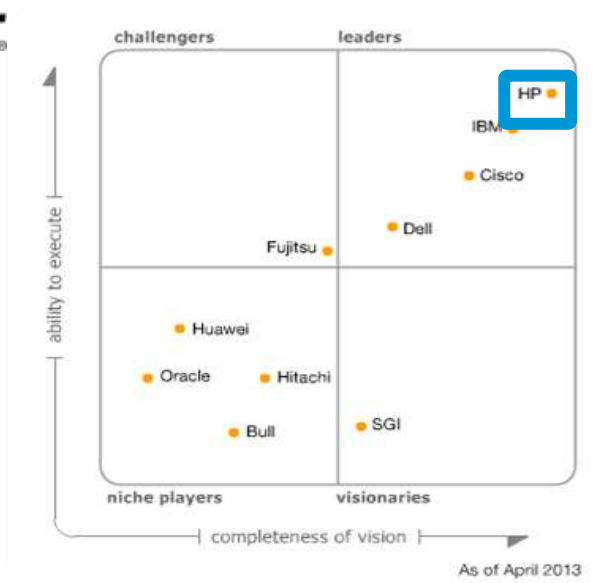 ®
challengers
leaders
HP
IBM
Cisco
Dell
Fujitsu
ability to execute
Huawei
Oracle
Hitachi
Bull
SGI
niche players
visionaries
completeness of vision
As of April 2013